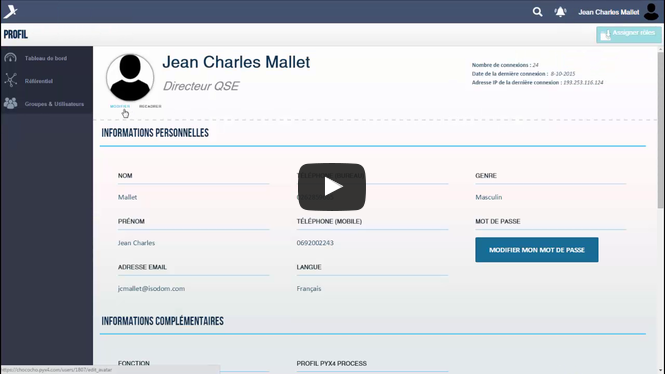 Jean Charles Mallet
PROFIL
Assigner rôles
Tableau de bord
Référentiel
Groupes & Utilisateurs
Jean Charles Mallet
Directeur QSE
MODIFIER RECADRER
Nombre de connexions : 24
Date de la dernière connexion : 8-10-2015
Adresse IP de la dernière connexion : 193.253.116.124
INFORMATIONS PERSONNELLES
NOM
Mallet
GENRE
Masculin
PRÉNOM
Jean Charles
TÉLÉPHONE (MOBILE)
0692002243
MOT DE PASSE
MODIFIER MON MOT DE PASSE
ADRESSE EMAIL
jcmallet@isodom.com
LANGUE
Français
INFORMATIONS COMPLÉMENTAIRES
FONCTION
PROFIL PYX4 PROCESS